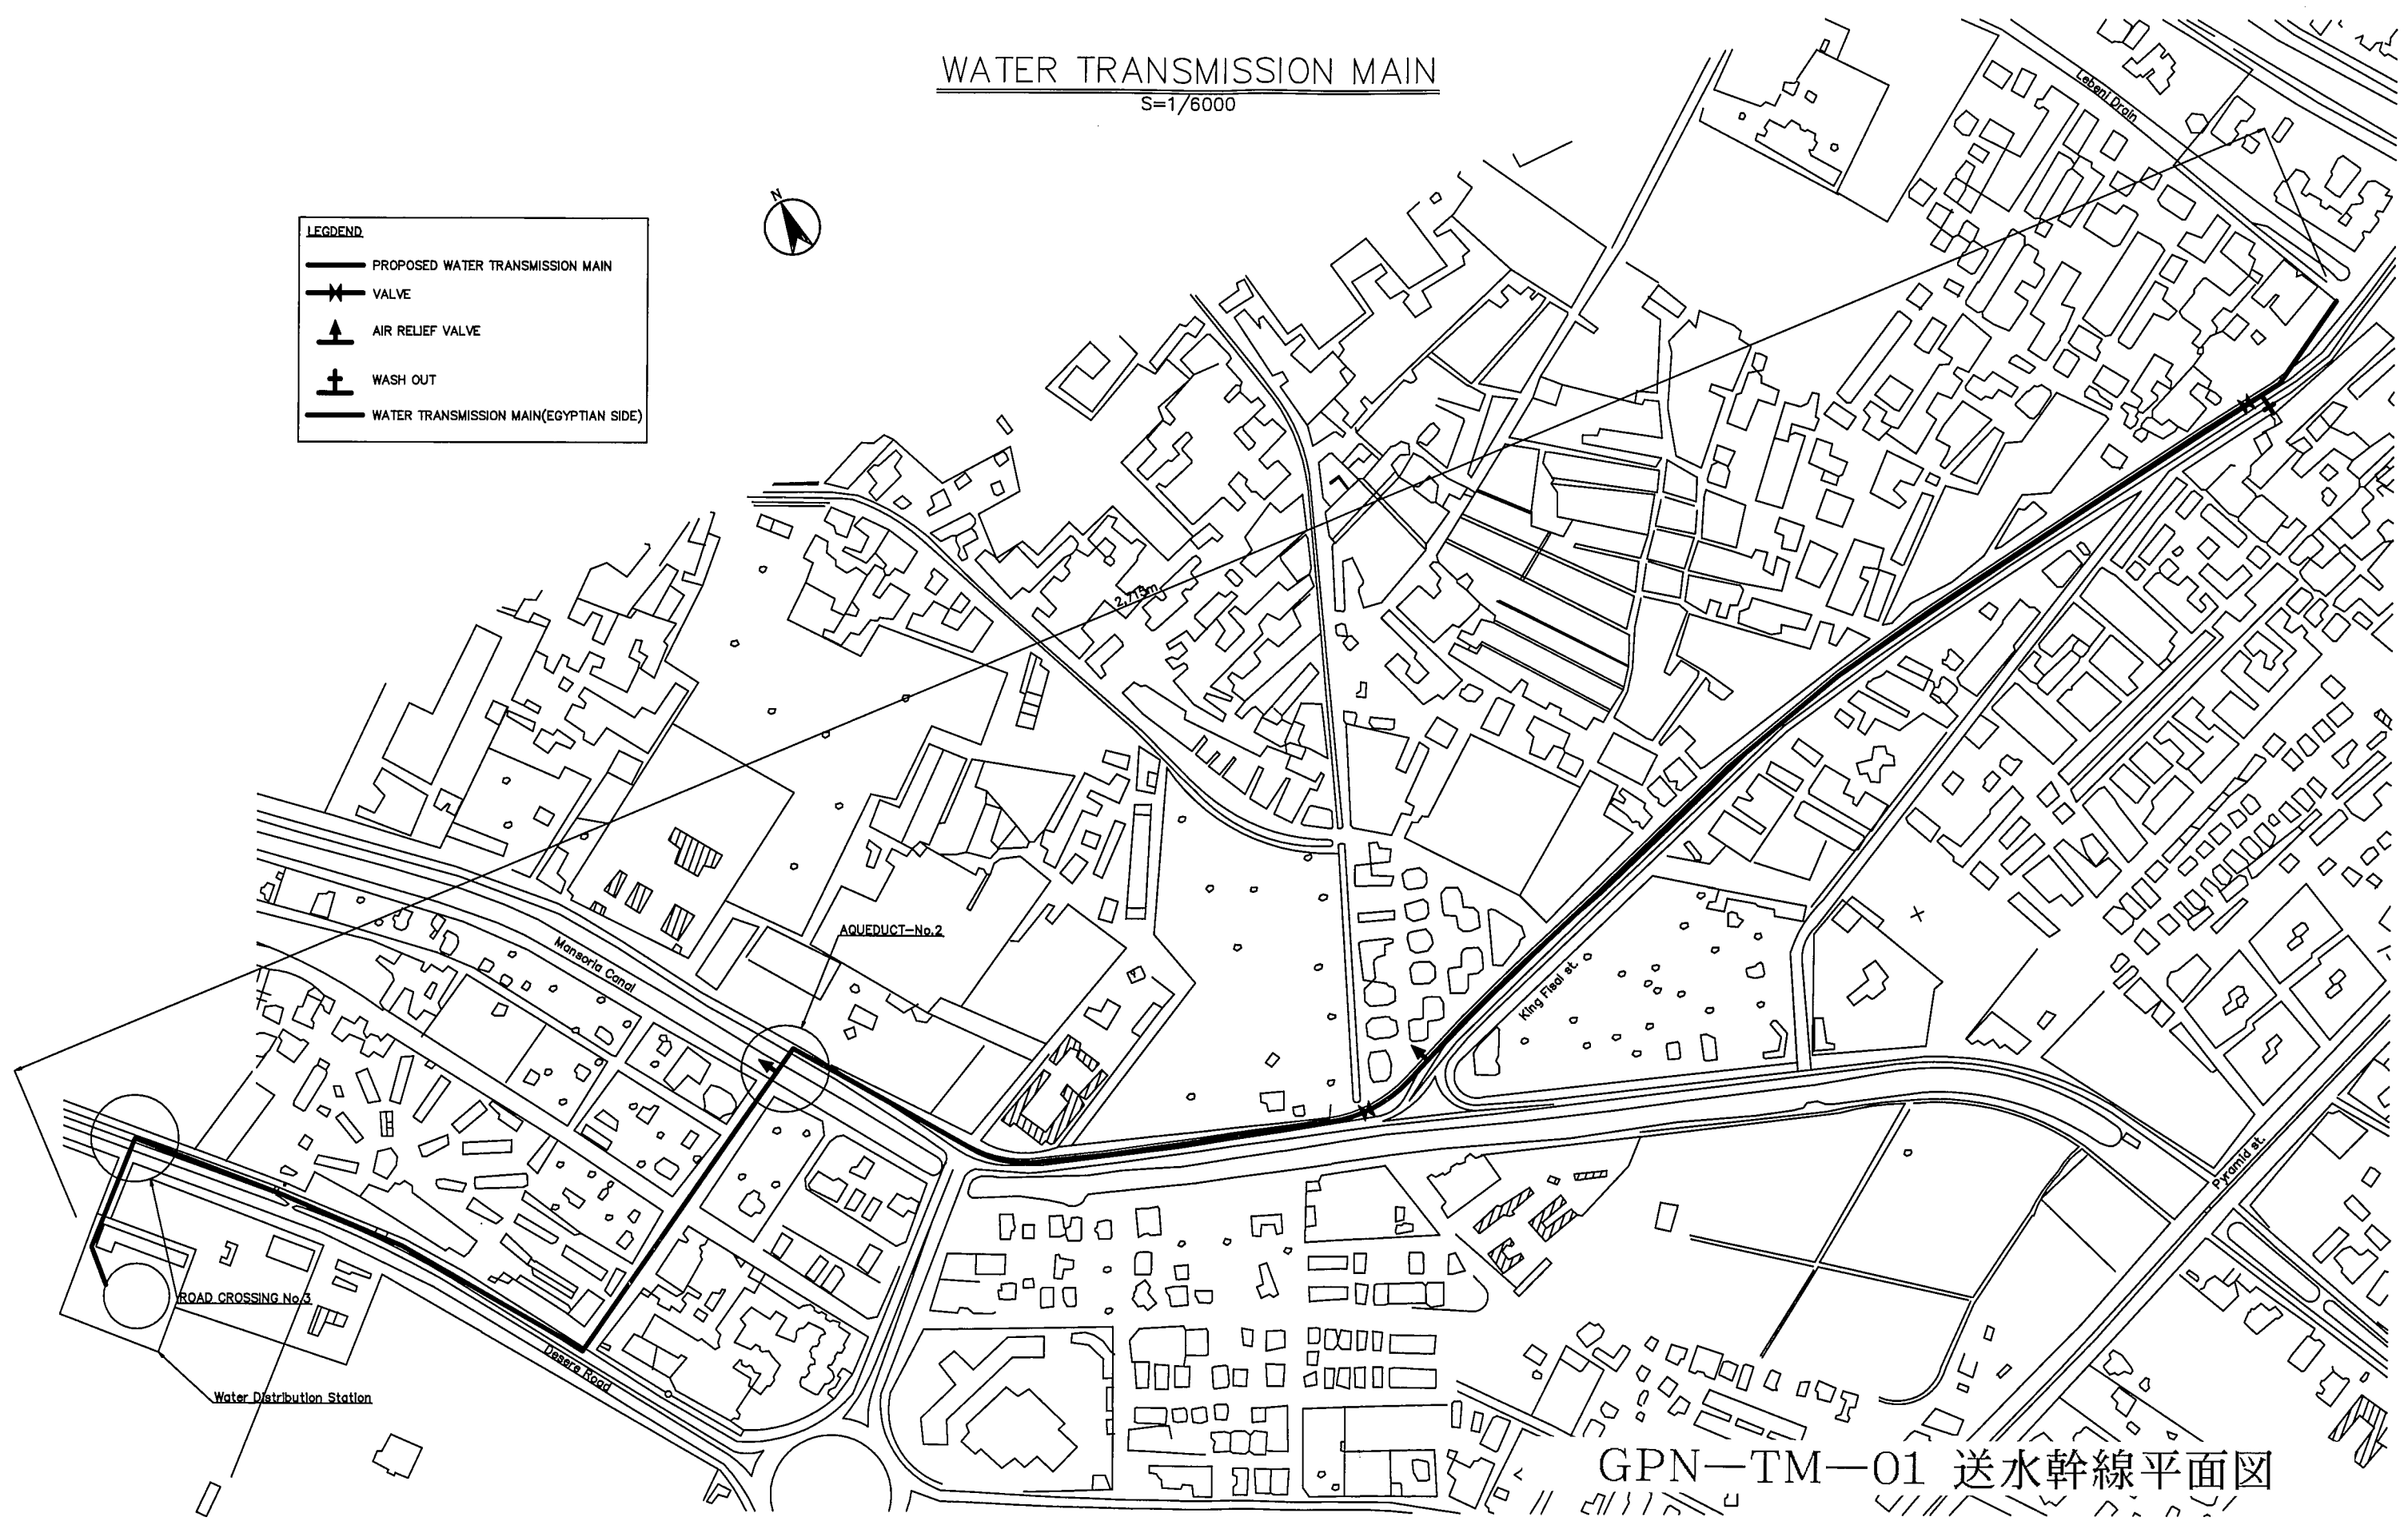 WATER TRANSMISSION MAIN
S=1/6000
N
LEGDEND
PROPOSED WATER TRANSMISSION MAIN
VALVE
AIR RELIEF VALVE
WASH OUT
WATER TRANSMISSION MAIN(EGYPTIAN SIDE)
Lebeni Drain
2,715m
AQUEDUCT-No.2
Mansoria Canal
King Fisal st.
Pyramid st.
ROAD CROSSING No.3
Desere Road
Water Distribution Station
GPN-TM-01 送水幹線平面図